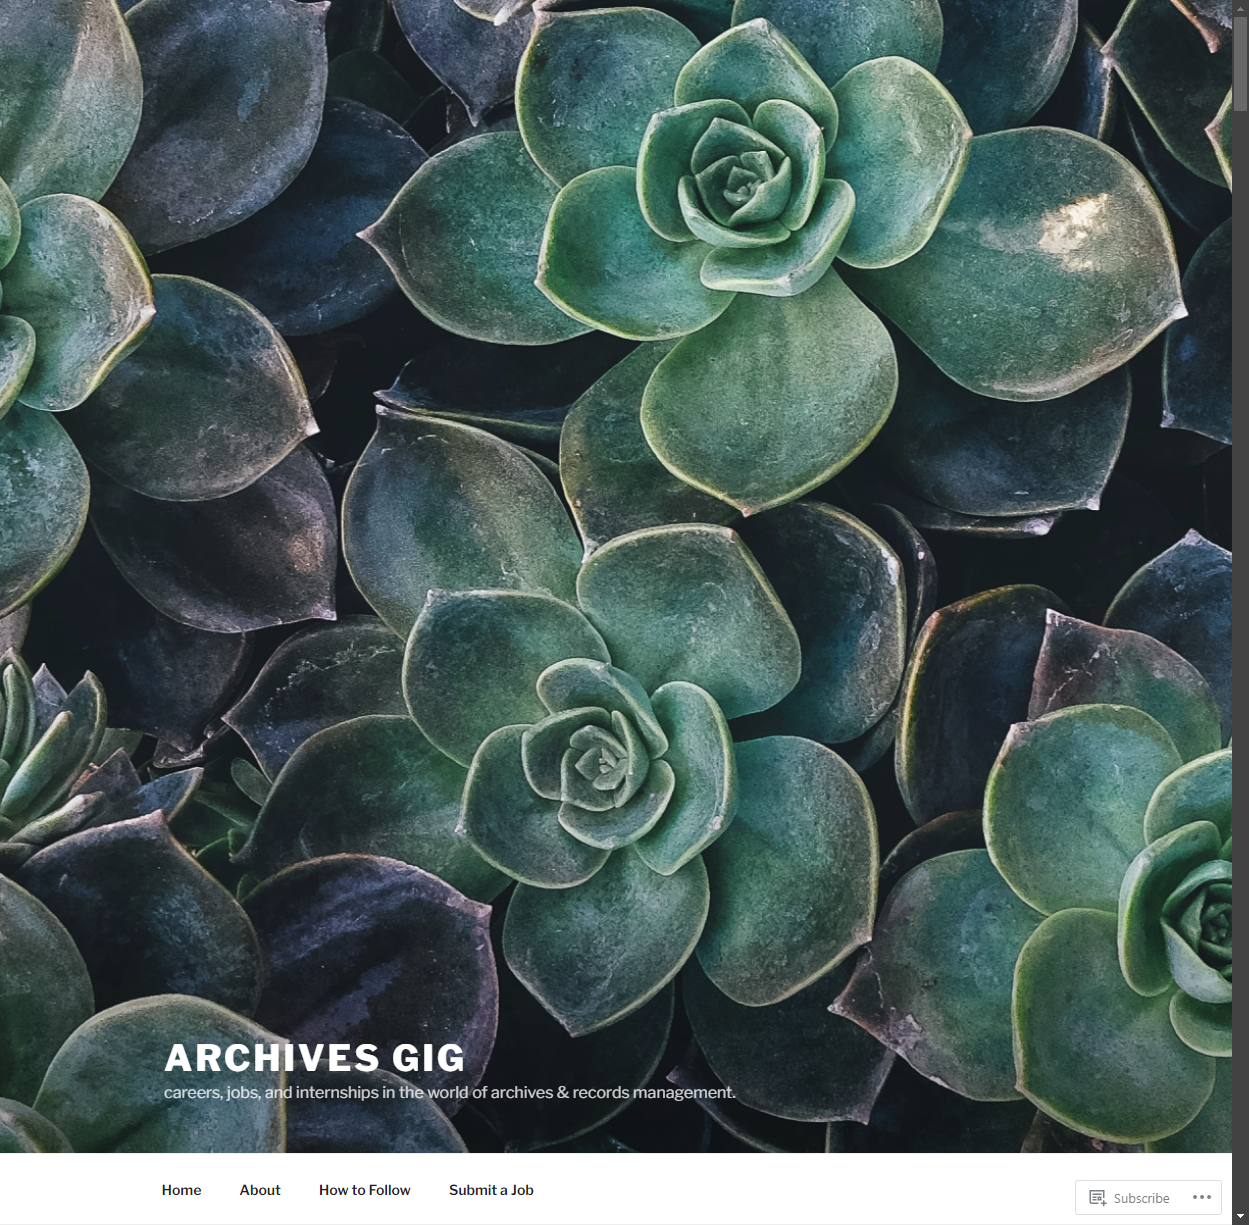 ARCHIVES GIG
careers, jobs, and internships in the world of archives & records management.
Home About How to Follow Submit a Job
Subscribe